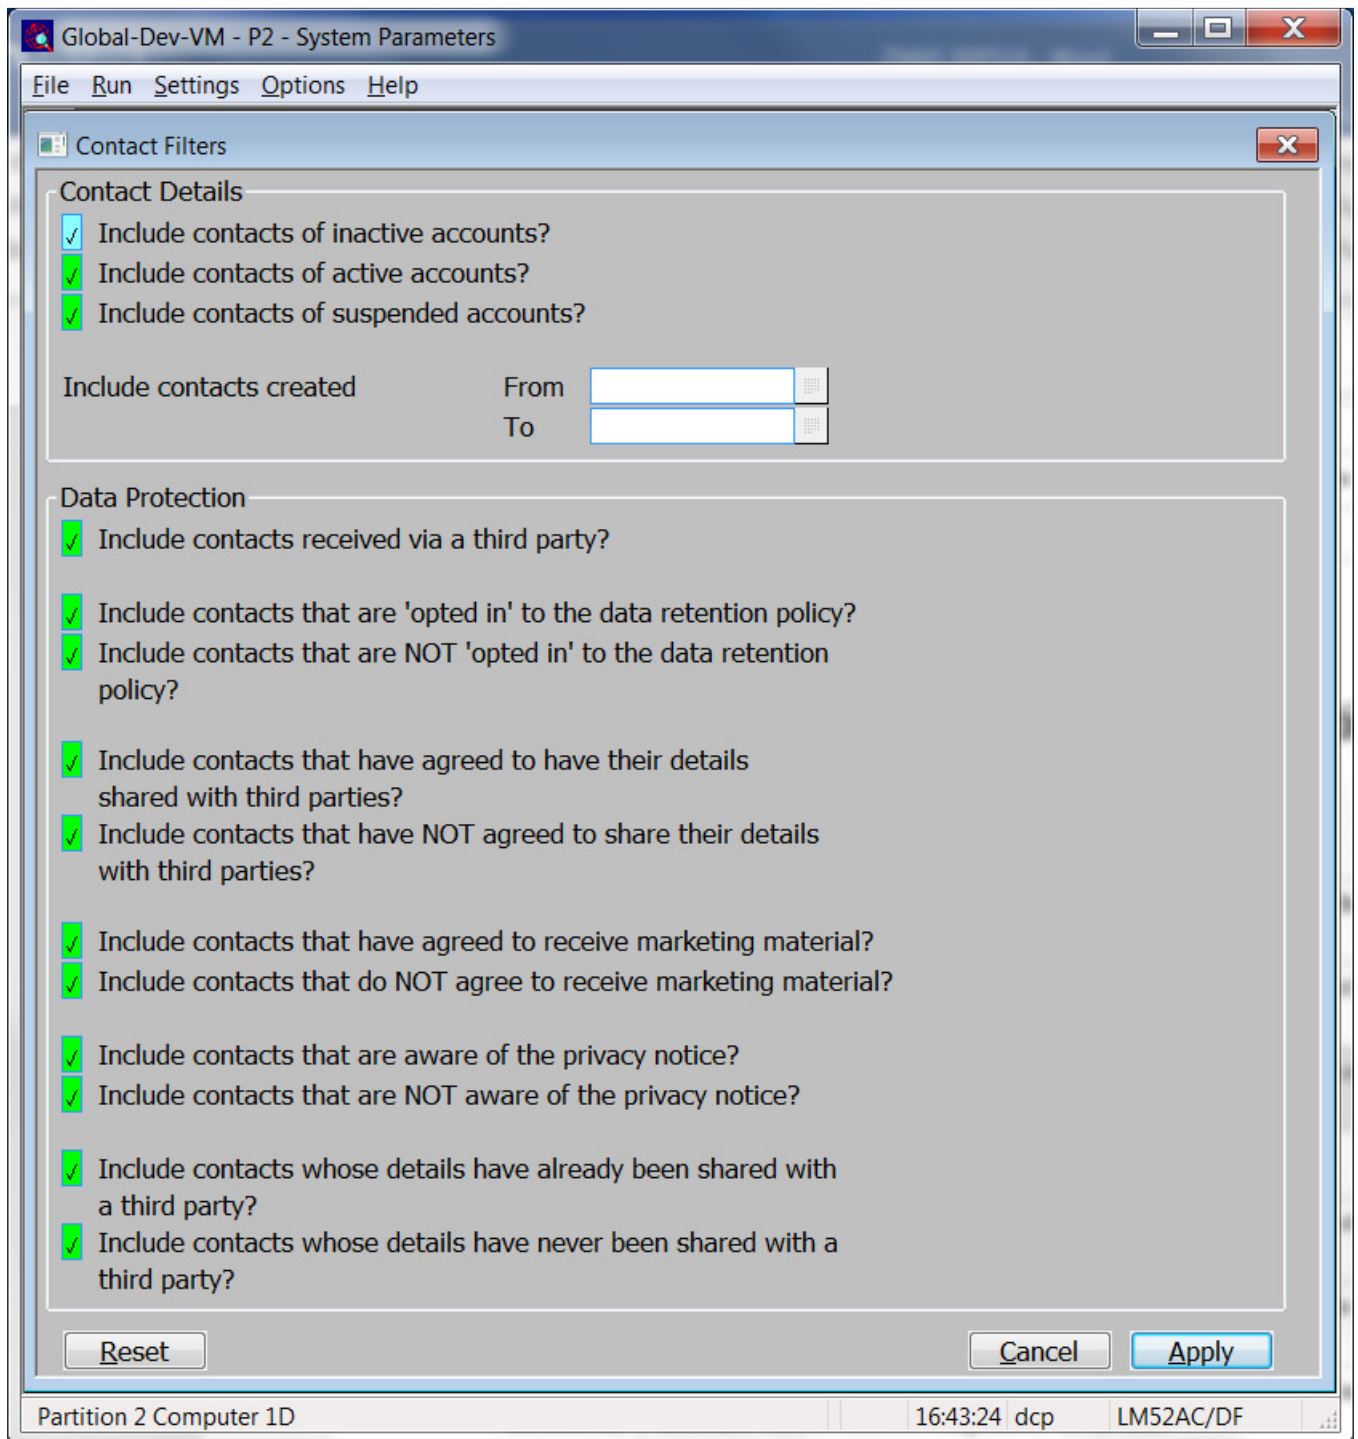 Global-Dev-VM - P2 - System Parameters
File Run Settings Options Help
Contact Filters
Contact Details
Include contacts of inactive accounts?
Include contacts of active accounts?
Include contacts of suspended accounts?
Include contacts created From
To
Data Protection
Include contacts received via a third party?
Include contacts that are 'opted in' to the data retention policy?
Include contacts that are NOT 'opted in' to the data retention
policy?
Include contacts that have agreed to have their details
shared with third parties?
Include contacts that have NOT agreed to share their details
with third parties?
Include contacts that have agreed to receive marketing material?
Include contacts that do NOT agree to receive marketing material?
Include contacts that are aware of the privacy notice?
Include contacts that are NOT aware of the privacy notice?
Include contacts whose details have already been shared with
a third party?
Include contacts whose details have never been shared with a
third party?
Reset Cancel Apply
Partition 2 Computer 1D 16:43:24 dcp LM52AC/DF